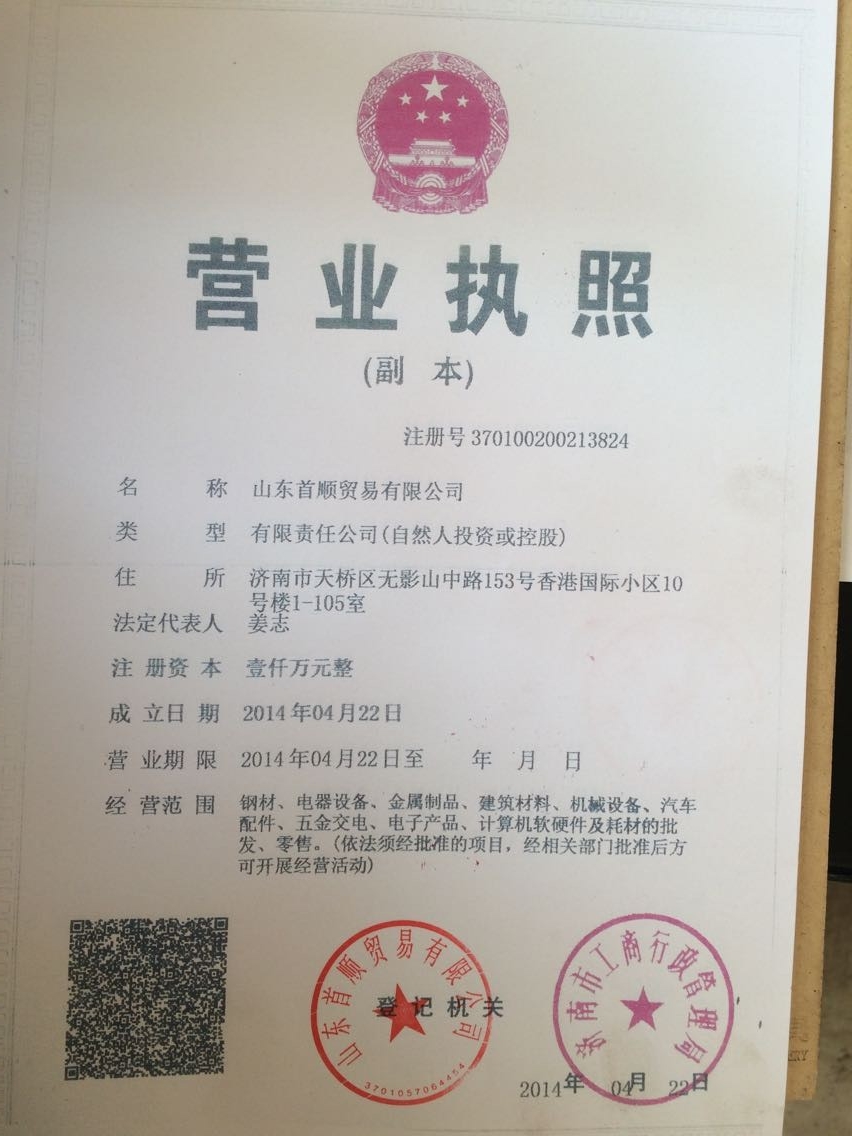 营业执照
(副 本)
注册号 370100200213824
名 称 山东首顺贸易有限公司
类 型 有限责任公司(自然人投资或控股)
住 所 济南市天桥区无影山中路153号香港国际小区10
号楼1-105室
法定代表人 姜志
注册资本 壹仟万元整
成立日期 2014年04月22日
营业期限 2014年04月22日至 年 月 日
经营范围 钢材、电器设备、金属制品、建筑材料、机械设备、汽车
配件、五金交电、电子产品、计算机软硬件及耗材的批
发、零售。(依法须经批准的项目，经相关部门批准后方
可开展经营活动)
山东首顺贸易有限公司
3701057064454
登记机关
济南市工商行政管理局
2014年 04月 22日